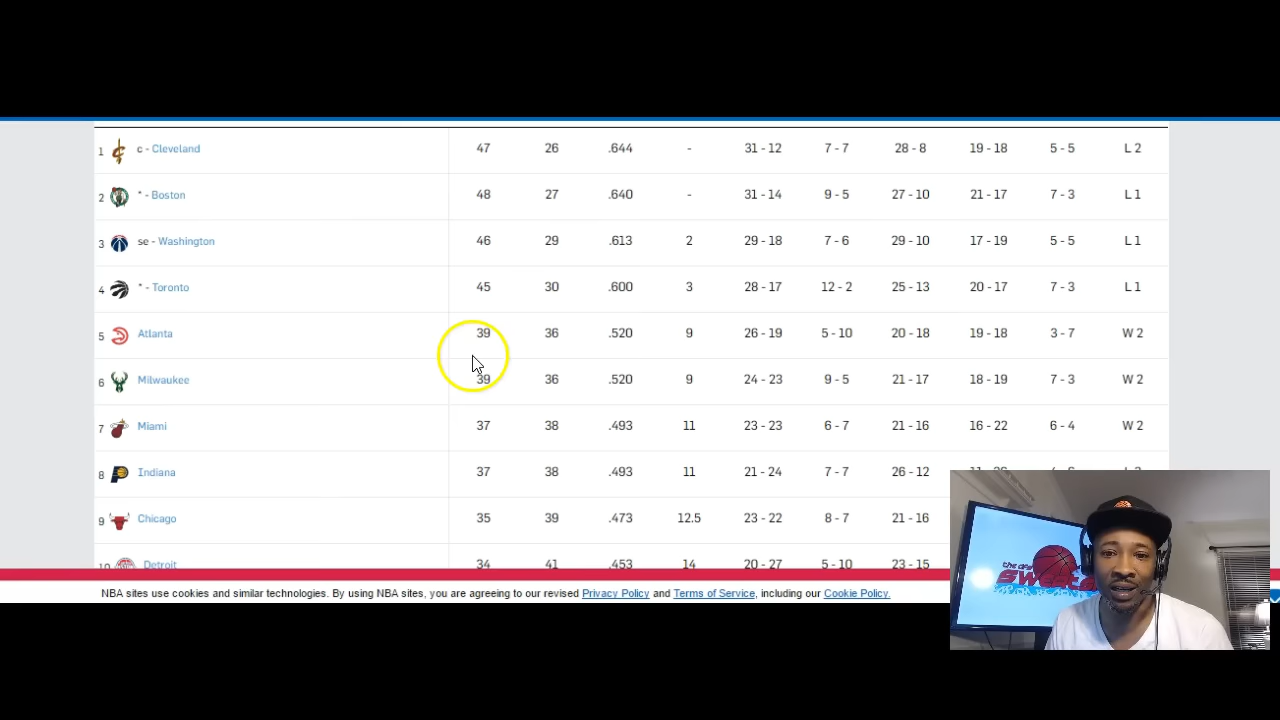 1 c - Cleveland 47 26 .644 - 31 - 12 7 - 7 28 - 8 19 - 18 5 - 5 L 2
2 * - Boston 48 27 .640 - 31 - 14 9 - 5 27 - 10 21 - 17 7 - 3 L 1
3 se - Washington 46 29 .613 2 29 - 18 7 - 6 29 - 10 17 - 19 5 - 5 L 1
4 * - Toronto 45 30 .600 3 28 - 17 12 - 2 25 - 13 20 - 17 7 - 3 L 1
5 Atlanta 39 36 .520 9 26 - 19 5 - 10 20 - 18 19 - 18 3 - 7 W 2
6 Milwaukee 39 36 .520 9 24 - 23 9 - 5 21 - 17 18 - 19 7 - 3 W 2
7 Miami 37 38 .493 11 23 - 23 6 - 7 21 - 16 16 - 22 6 - 4 W 2
8 Indiana 37 38 .493 11 21 - 24 7 - 7 26 - 12
9 Chicago 35 39 .473 12.5 23 - 22 8 - 7 21 - 16
10 Detroit 34 41 .453 14 20 - 27 5 - 10 23 - 15
NBA sites use cookies and similar technologies. By using NBA sites, you are agreeing to our revised Privacy Policy and Terms of Service, including our Cookie Policy.